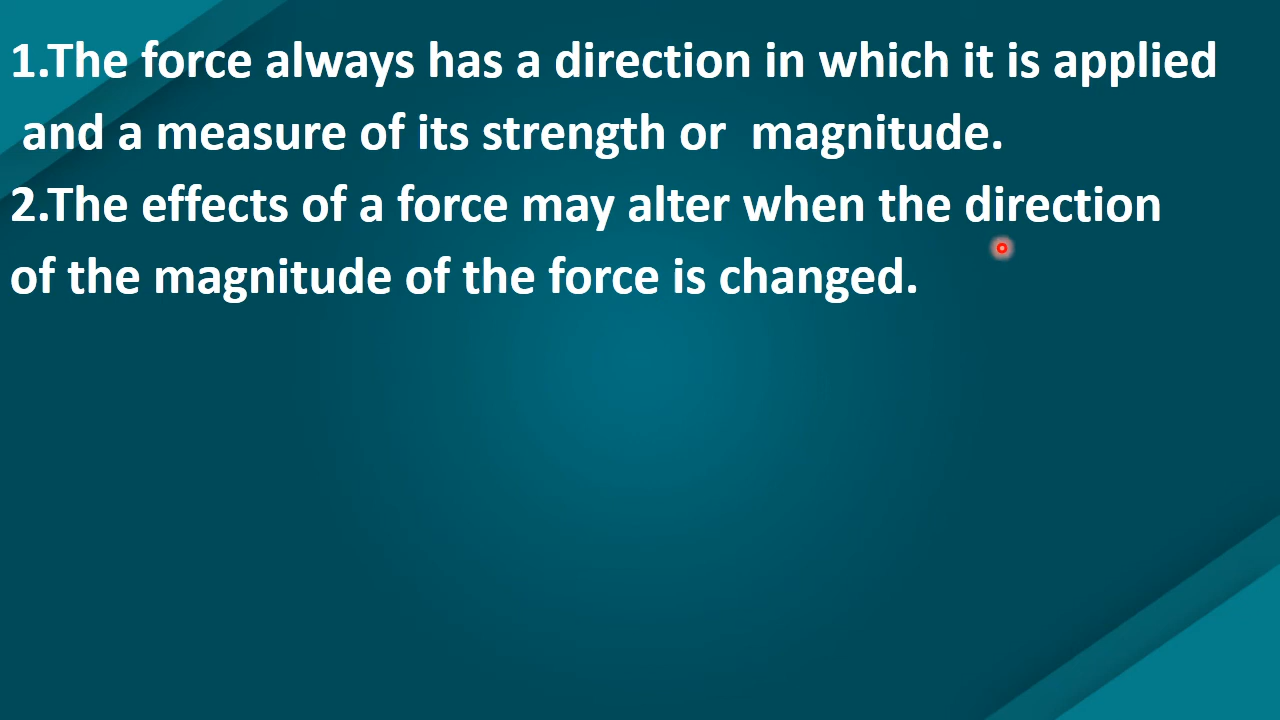 1.The force always has a direction in which it is applied
and a measure of its strength or  magnitude.
2.The effects of a force may alter when the direction
of the magnitude of the force is changed.